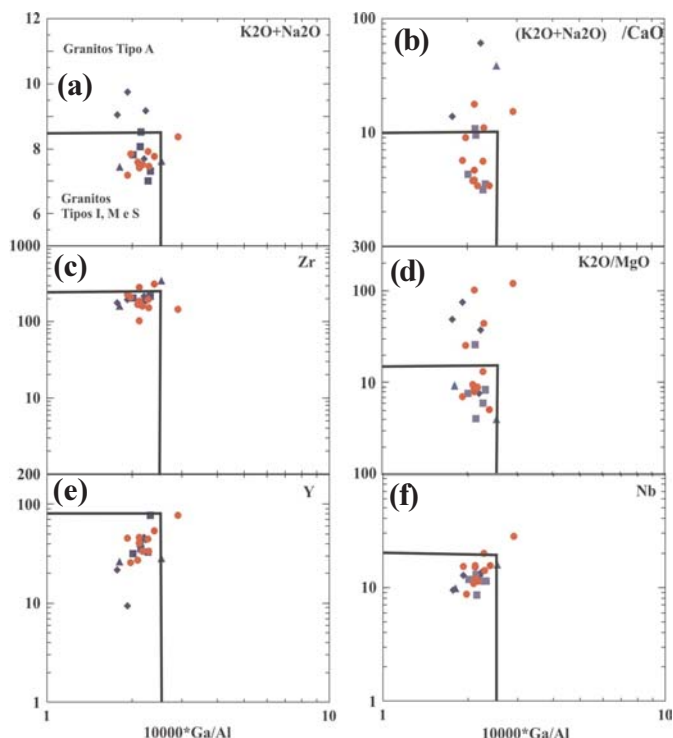 12
Granitos Tipo A
K2O+Na2O
(a)
10
8
Granitos
Tipos I, M e S
6
100
(b)
(K2O+Na2O) /CaO
10
1000
(c)
Zr
100
10
300
(d)
K2O/MgO
100
10
200
(e)
Y
100
10
1
1
10000*Ga/Al
10
100
(f)
Nb
10
1
1
10000*Ga/Al
10